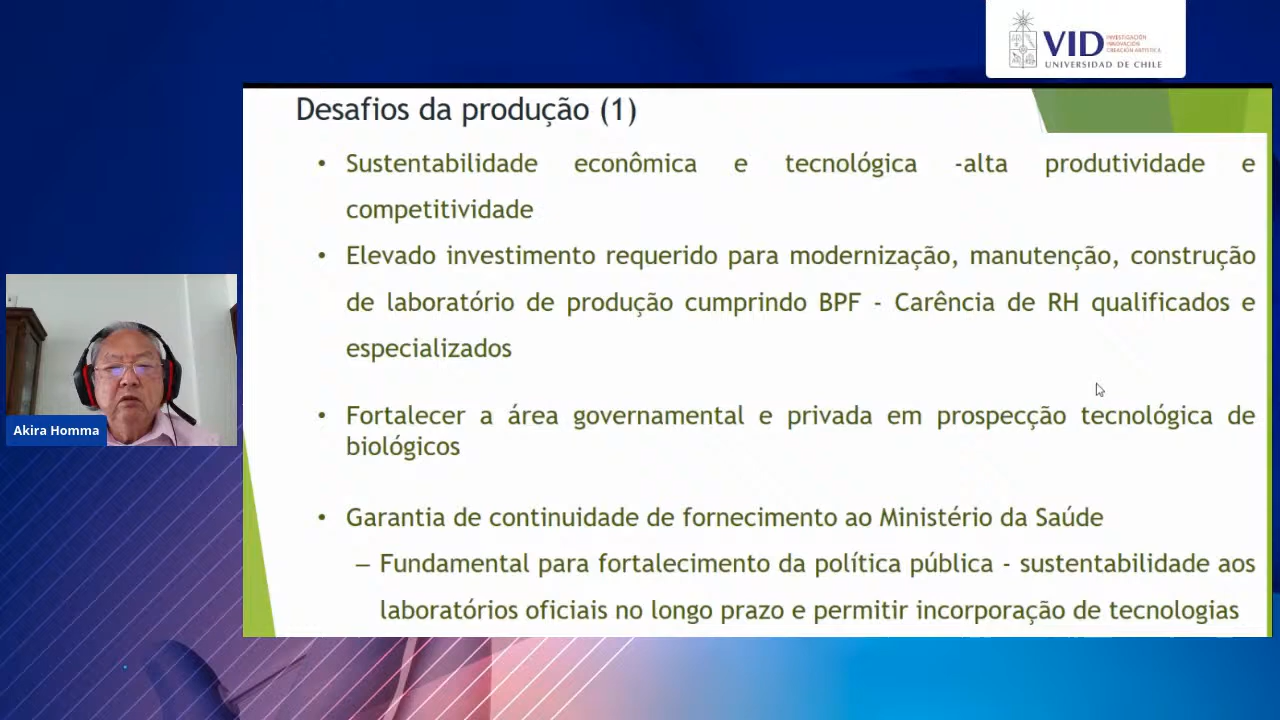 VID
INVESTIGACIÓN
INNOVACIÓN
CREACIÓN ARTÍSTICA
UNIVERSIDAD DE CHILE
Desafios da produção (1)
• Sustentabilidade econômica e tecnológica -alta produtividade e
competitividade
• Elevado investimento requerido para modernização, manutenção, construção
de laboratório de produção cumprindo BPF - Carência de RH qualificados e
especializados
• Fortalecer a área governamental e privada em prospecção tecnológica de
biológicos
• Garantia de continuidade de fornecimento ao Ministério da Saúde
– Fundamental para fortalecimento da política pública - sustentabilidade aos
laboratórios oficiais no longo prazo e permitir incorporação de tecnologias
Akira Homma